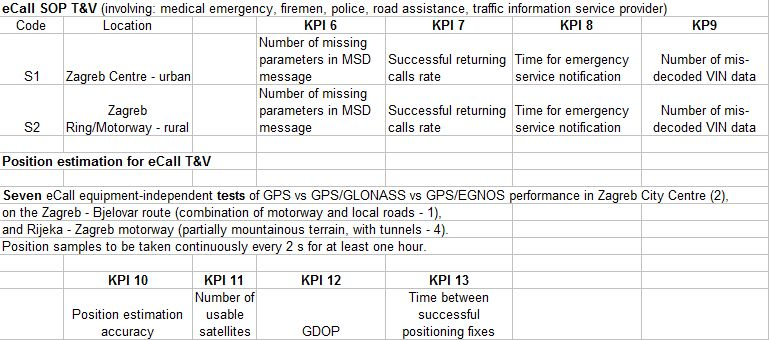 eCall SOP T&V (involving: medical emergency, firemen, police, road assistance, traffic information service provider)
Code Location KPI 6 KPI 7 KPI 8 KP9
S1 Zagreb Centre - urban Number of missing parameters in MSD message Successful returning calls rate Time for emergency service notification Number of mis-decoded VIN data
S2 Zagreb Ring/Motorway - rural Number of missing parameters in MSD message Successful returning calls rate Time for emergency service notification Number of mis-decoded VIN data
Position estimation for eCall T&V
Seven eCall equipment-independent tests of GPS vs GPS/GLONASS vs GPS/EGNOS performance in Zagreb City Centre (2),
on the Zagreb - Bjelovar route (combination of motorway and local roads - 1),
and Rijeka - Zagreb motorway (partially mountainous terrain, with tunnels - 4).
Position samples to be taken continuously every 2 s for at least one hour.
KPI 10 KPI 11 KPI 12 KPI 13
Position estimation accuracy Number of usable satellites GDOP Time between successful positioning fixes